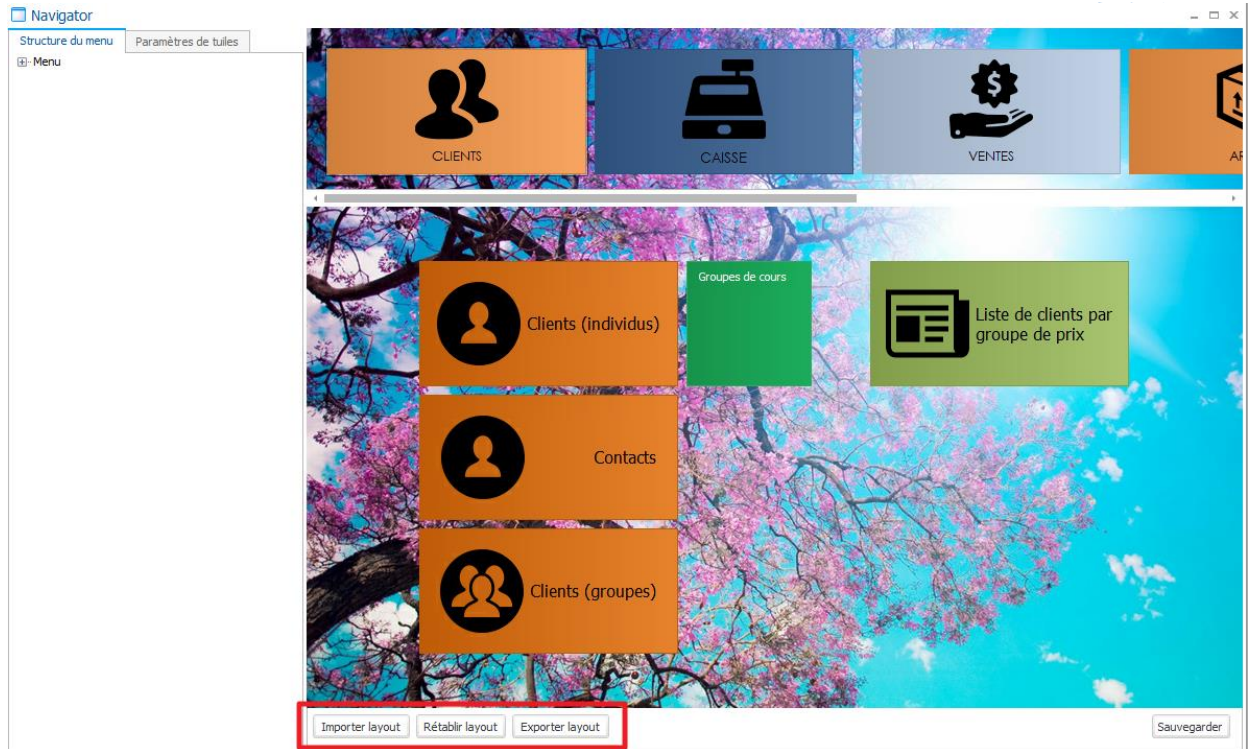 Navigator
Structure du menu
Paramètres de tuiles
Menu
CLIENTS
CAISSE
VENTES
Clients (individus)
Groupes de cours
Liste de clients par
groupe de prix
Contacts
Clients (groupes)
Importer layout
Rétablir layout
Exporter layout
Sauvegarder